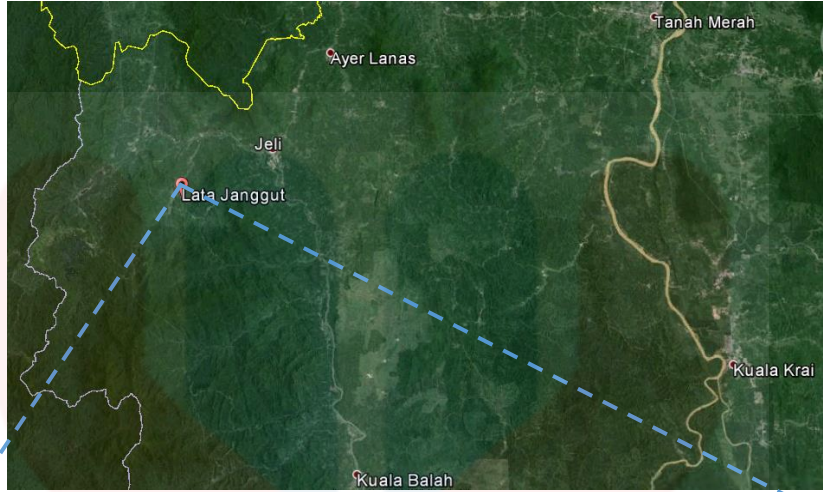 Tanah Merah
Ayer Lanas
Jeli
Lata Janggut
Kuala Krai
Kuala Balah